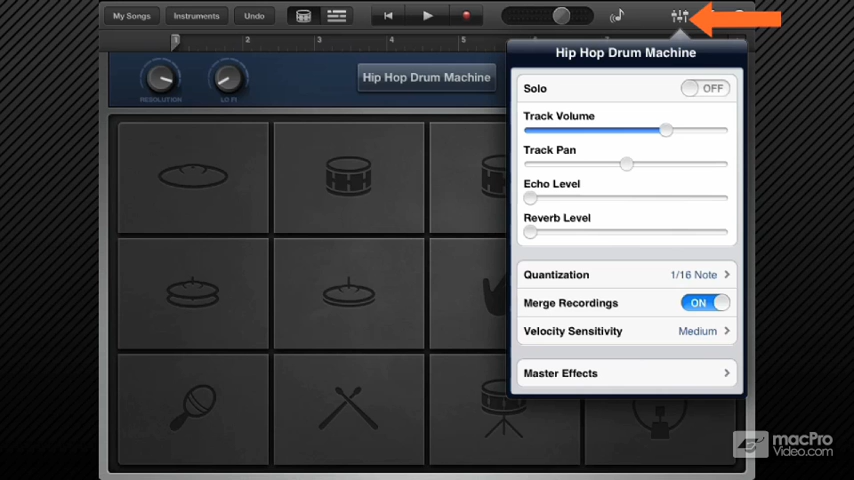 My Songs
Instruments
Undo
1
2
3
4
5
Hip Hop Drum Machine
RESOLUTION
LO FI
Hip Hop Drum Machine
Solo
OFF
Track Volume
Track Pan
Echo Level
Reverb Level
Quantization
1/16 Note
Merge Recordings
ON
Velocity Sensitivity
Medium
Master Effects
macPro
Video.com